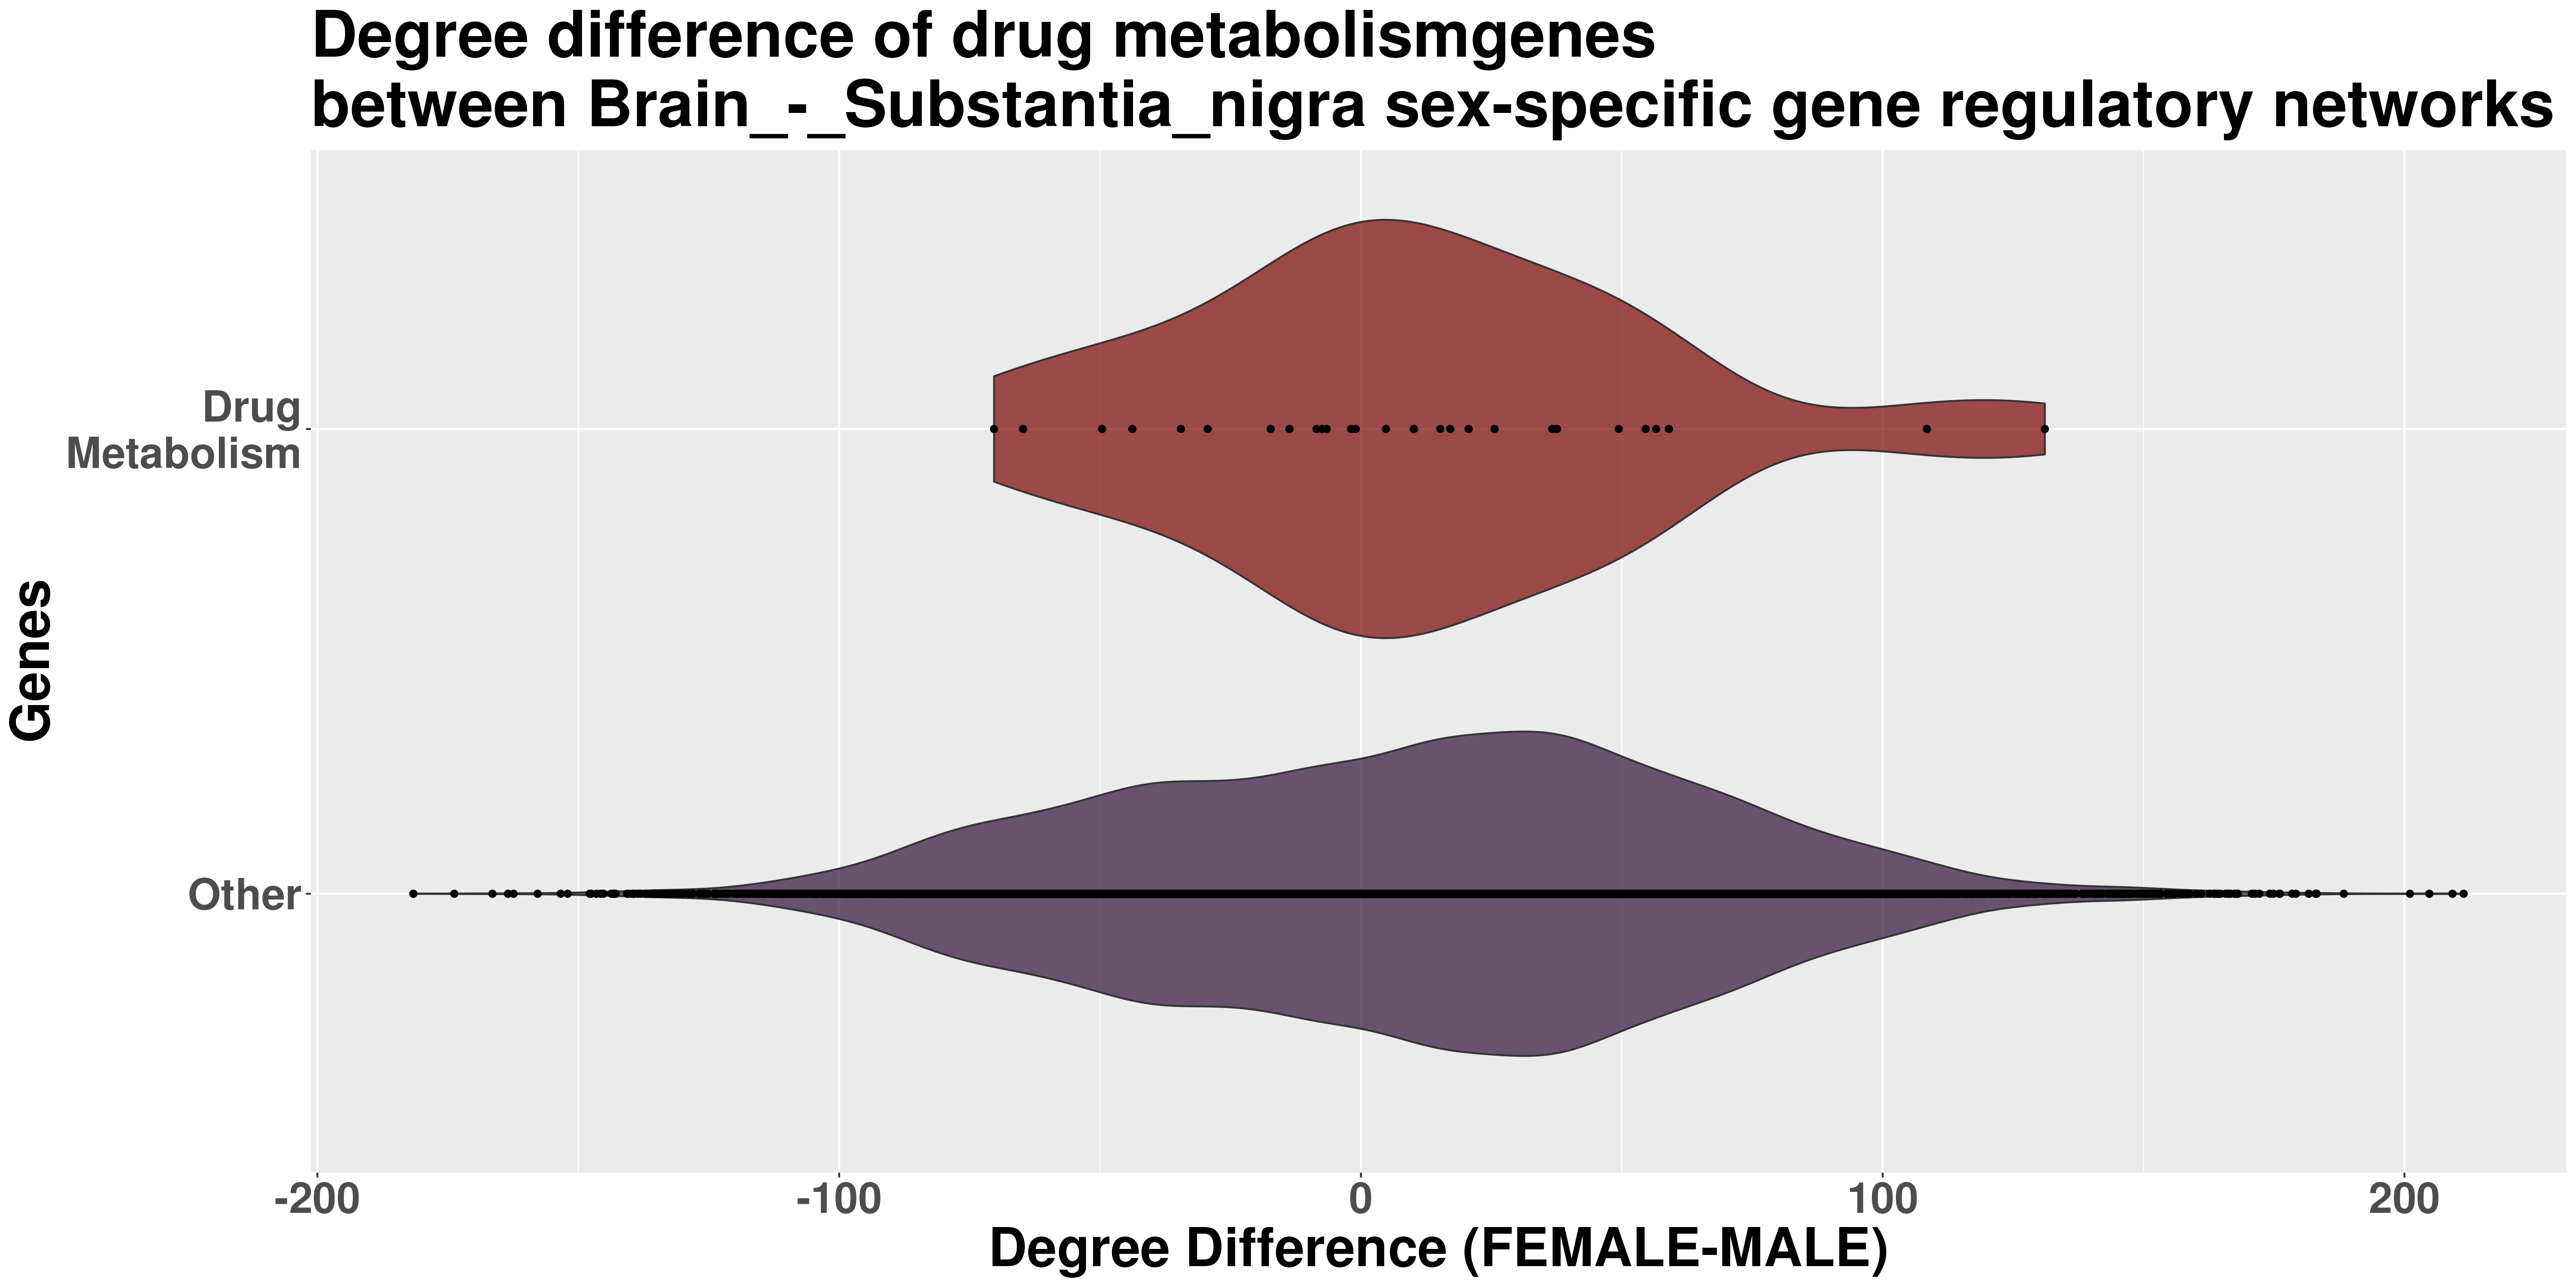 Degree difference of drug metabolismgenes
between Brain_-_Substantia_nigra sex-specific gene regulatory networks
Drug
Metabolism
Genes
Other
-200
-100
0
100
200
Degree Difference (FEMALE-MALE)